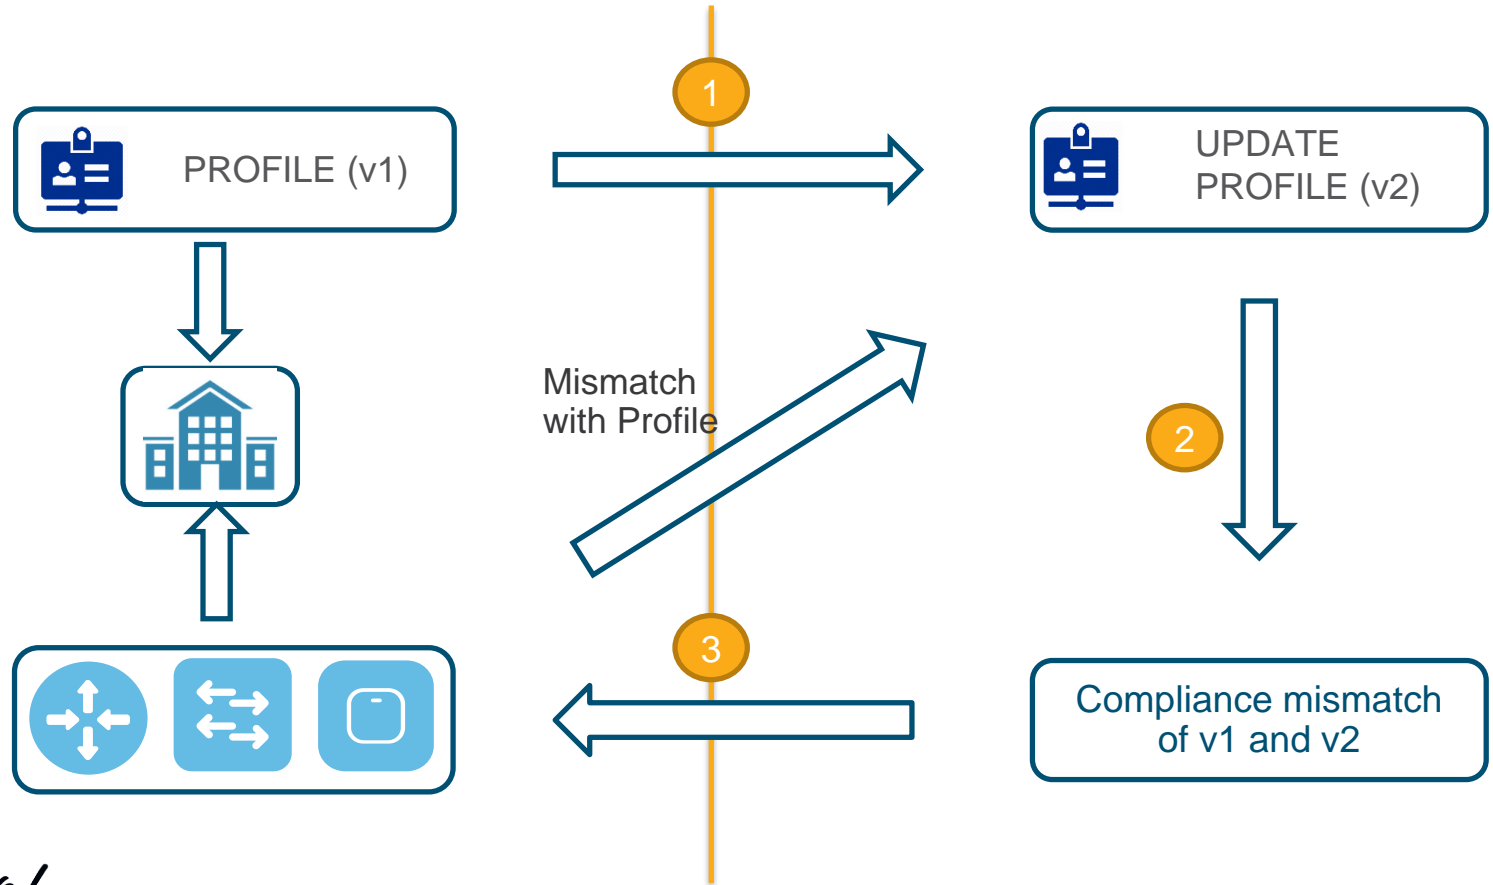 1
PROFILE (v1)
UPDATE
PROFILE (v2)
Mismatch
with Profile
2
3
Compliance mismatch
of v1 and v2